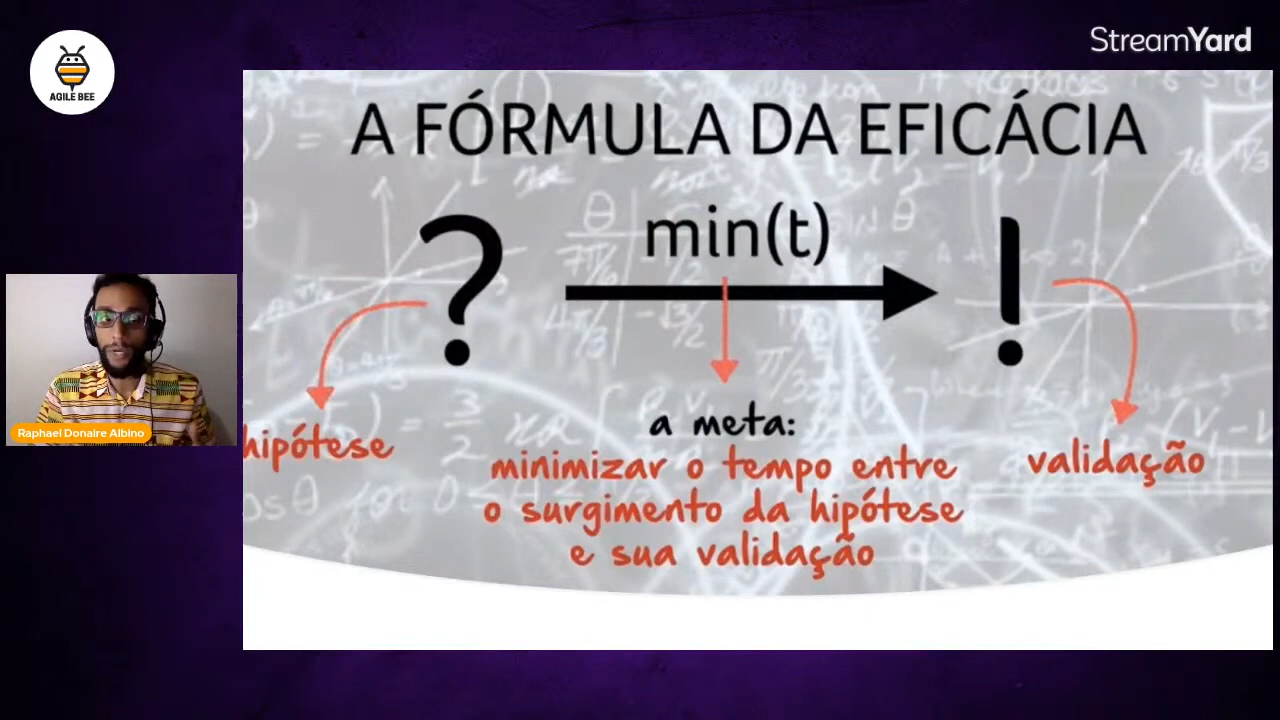 AGILE BEE
StreamYard
A FÓRMULA DA EFICÁCIA
?
min(t)
!
hipótese
a meta:
minimizar o tempo entre
o surgimento da hipótese
e sua validação
validação
Raphael Donaire Albino